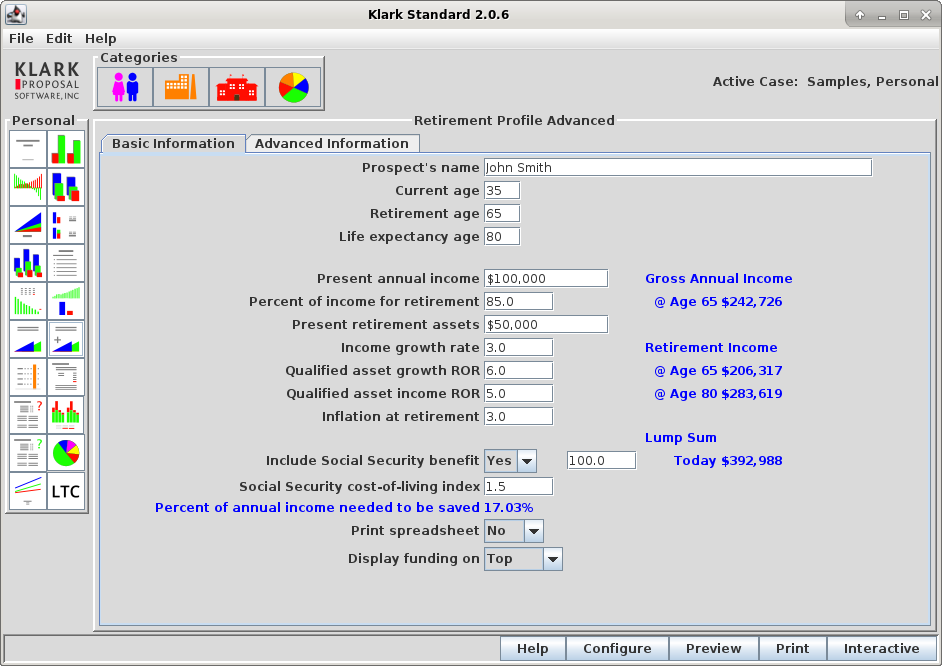 Klark Standard 2.0.6
File Edit Help
KLARK
PROPOSAL
SOFTWARE, INC
Categories
Active Case: Samples, Personal
Personal
?
+
?
LTC
Retirement Profile Advanced
Basic Information Advanced Information
Prospect's name John Smith
Current age 35
Retirement age 65
Life expectancy age 80
Present annual income $100,000 Gross Annual Income
Percent of income for retirement 85.0 @ Age 65 $242,726
Present retirement assets $50,000
Income growth rate 3.0 Retirement Income
Qualified asset growth ROR 6.0 @ Age 65 $206,317
Qualified asset income ROR 5.0 @ Age 80 $283,619
Inflation at retirement 3.0
Lump Sum
Include Social Security benefit Yes 100.0 Today $392,988
Social Security cost-of-living index 1.5
Percent of annual income needed to be saved 17.03%
Print spreadsheet No
Display funding on Top
Help Configure Preview Print Interactive